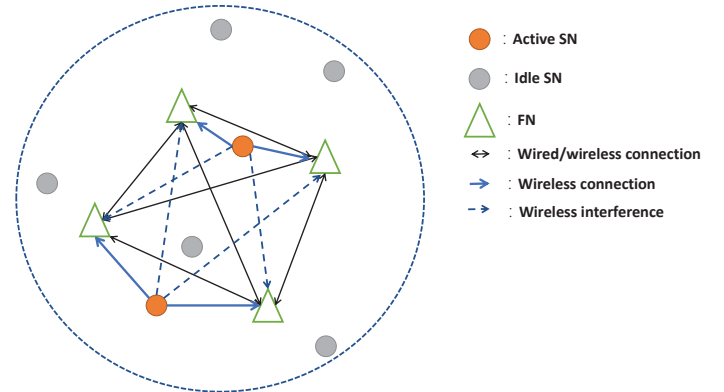 : Active SN
: Idle SN
: FN
: Wired/wireless connection
: Wireless connection
: Wireless interference